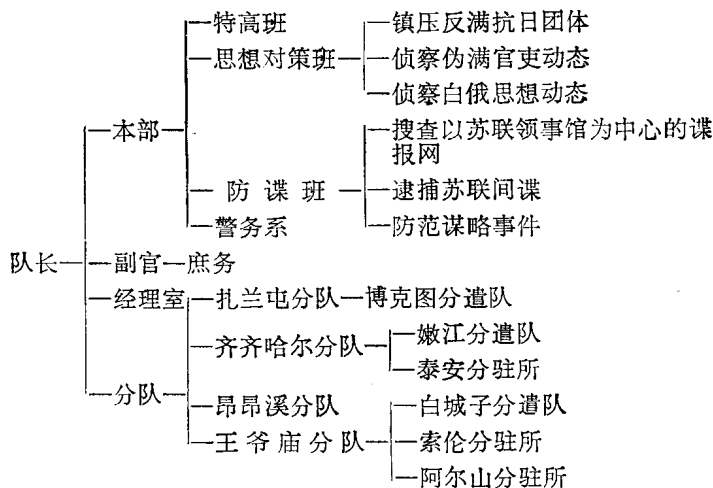 特高班
镇压反满抗日团体
思想对策班
侦察伪满官吏动态
侦察白俄思想动态
本部
搜查以苏联领事馆为中心的谍
报网
防谍班
逮捕苏联间谍
警务系
防范谋略事件
队长
副官
庶务
经理室
扎兰屯分队
博克图分遣队
齐齐哈尔分队
嫩江分遣队
泰安分驻所
分队
昂昂溪分队
白城子分遣队
王爷庙分队
索伦分驻所
阿尔山分驻所